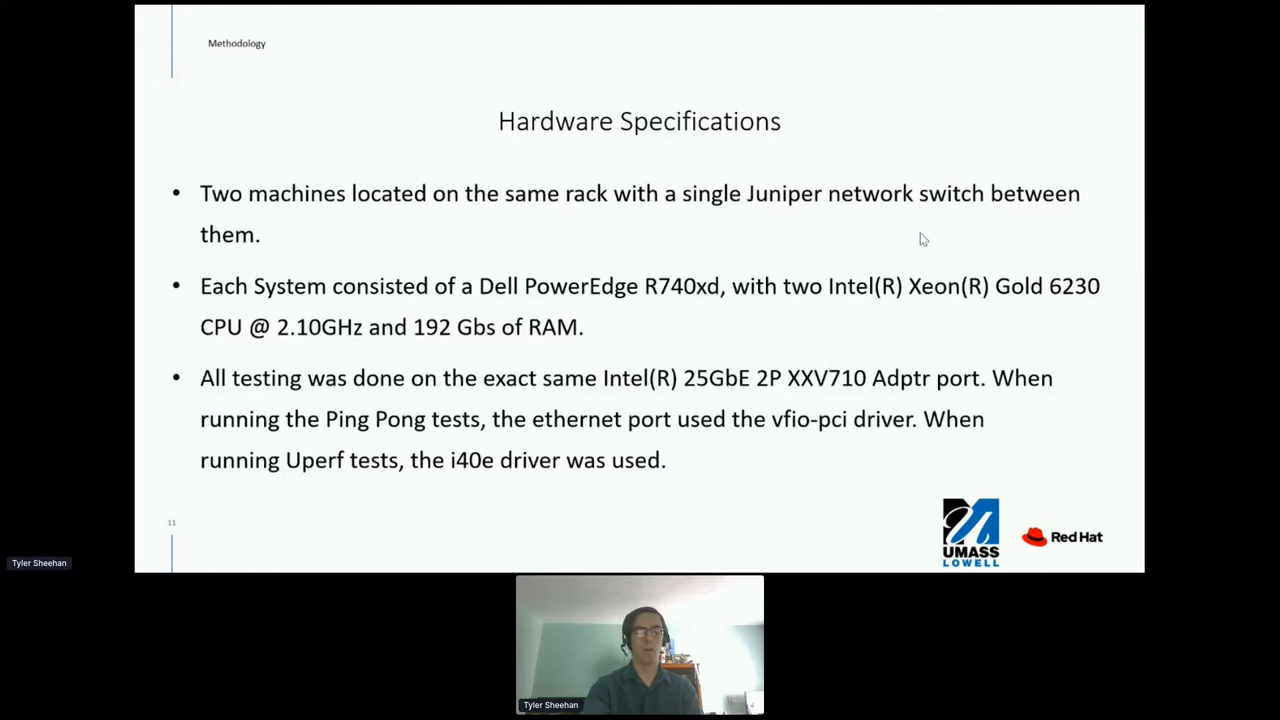 Methodology
Hardware Specifications
• Two machines located on the same rack with a single Juniper network switch between
them.
• Each System consisted of a Dell PowerEdge R740xd, with two Intel(R) Xeon(R) Gold 6230
CPU @ 2.10GHz and 192 Gbs of RAM.
• All testing was done on the exact same Intel(R) 25GbE 2P XXV710 Adptr port. When
running the Ping Pong tests, the ethernet port used the vfio-pci driver. When
running Uperf tests, the i40e driver was used.
11
UMASS
LOWELL
Red Hat
Tyler Sheehan
Tyler Sheehan